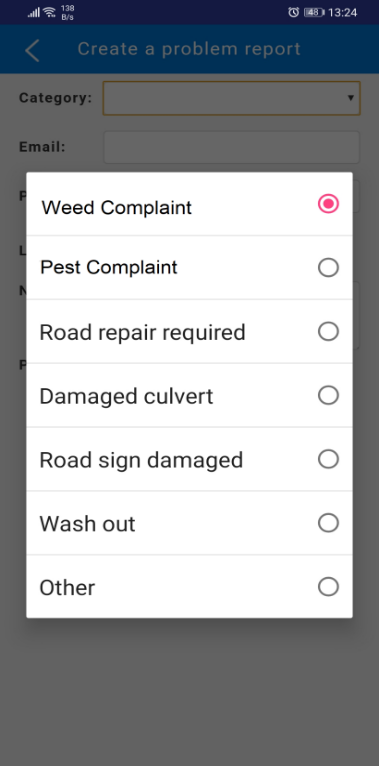 138
B/s
48
13:24
Create a problem report
Category:
Email:
P
L
N
P
Weed Complaint
Pest Complaint
Road repair required
Damaged culvert
Road sign damaged
Wash out
Other